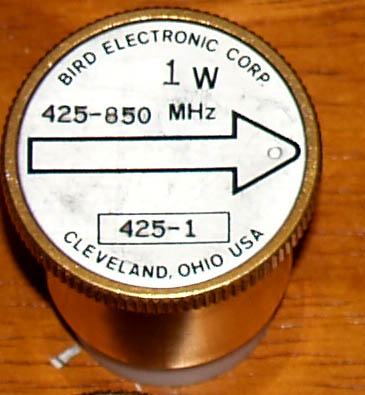 BIRD ELECTRONIC CORP.
1 W
425-850 MHz
425-1
CLEVELAND, OHIO USA